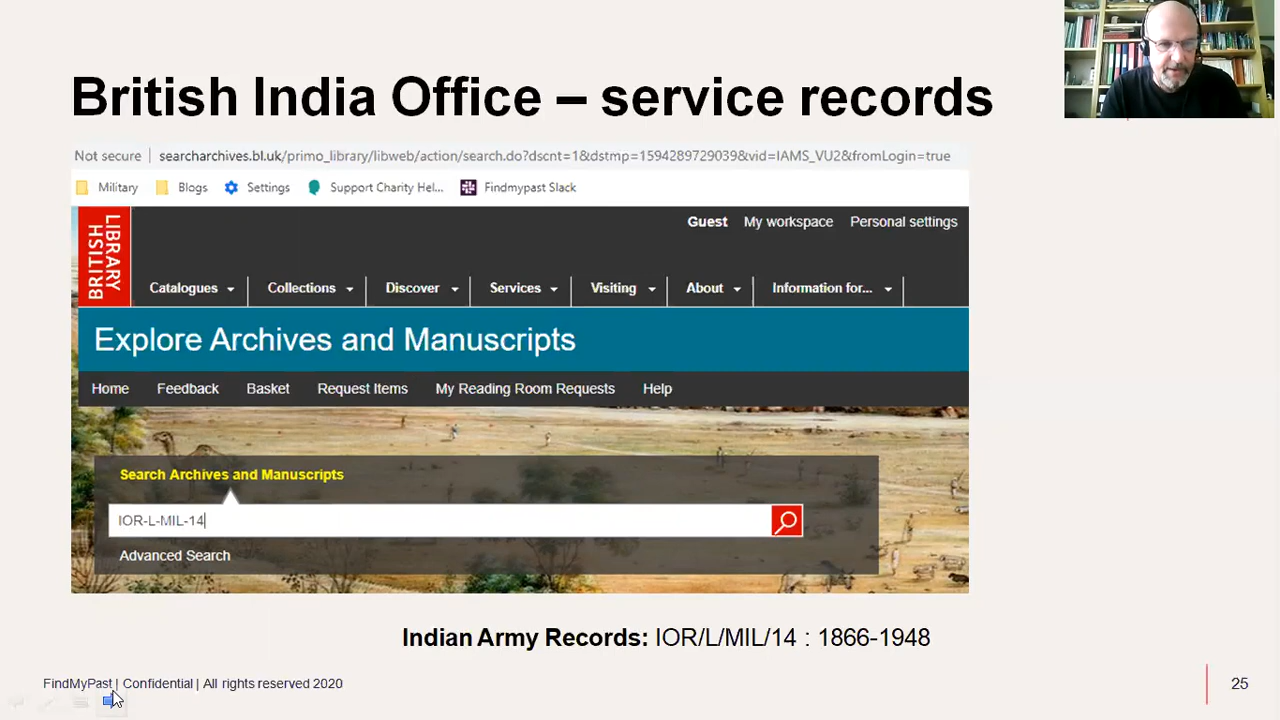 British India Office – service records
Not secure | searcharchives.bl.uk/primo_library/libweb/action/search.do?dscnt=1&dstmp=1594289729039&vid=IAMS_VU2&fromLogin=true
Military Blogs Settings Support Charity Hel... Findmypast Slack
LIBRARY
BRITISH
Guest My workspace Personal settings
Catalogues Collections Discover Services Visiting About Information for...
Explore Archives and Manuscripts
Home Feedback Basket Request Items My Reading Room Requests Help
Search Archives and Manuscripts
IOR-L-MIL-14
Advanced Search
Indian Army Records: IOR/L/MIL/14 : 1866-1948
FindMyPast | Confidential | All rights reserved 2020
25